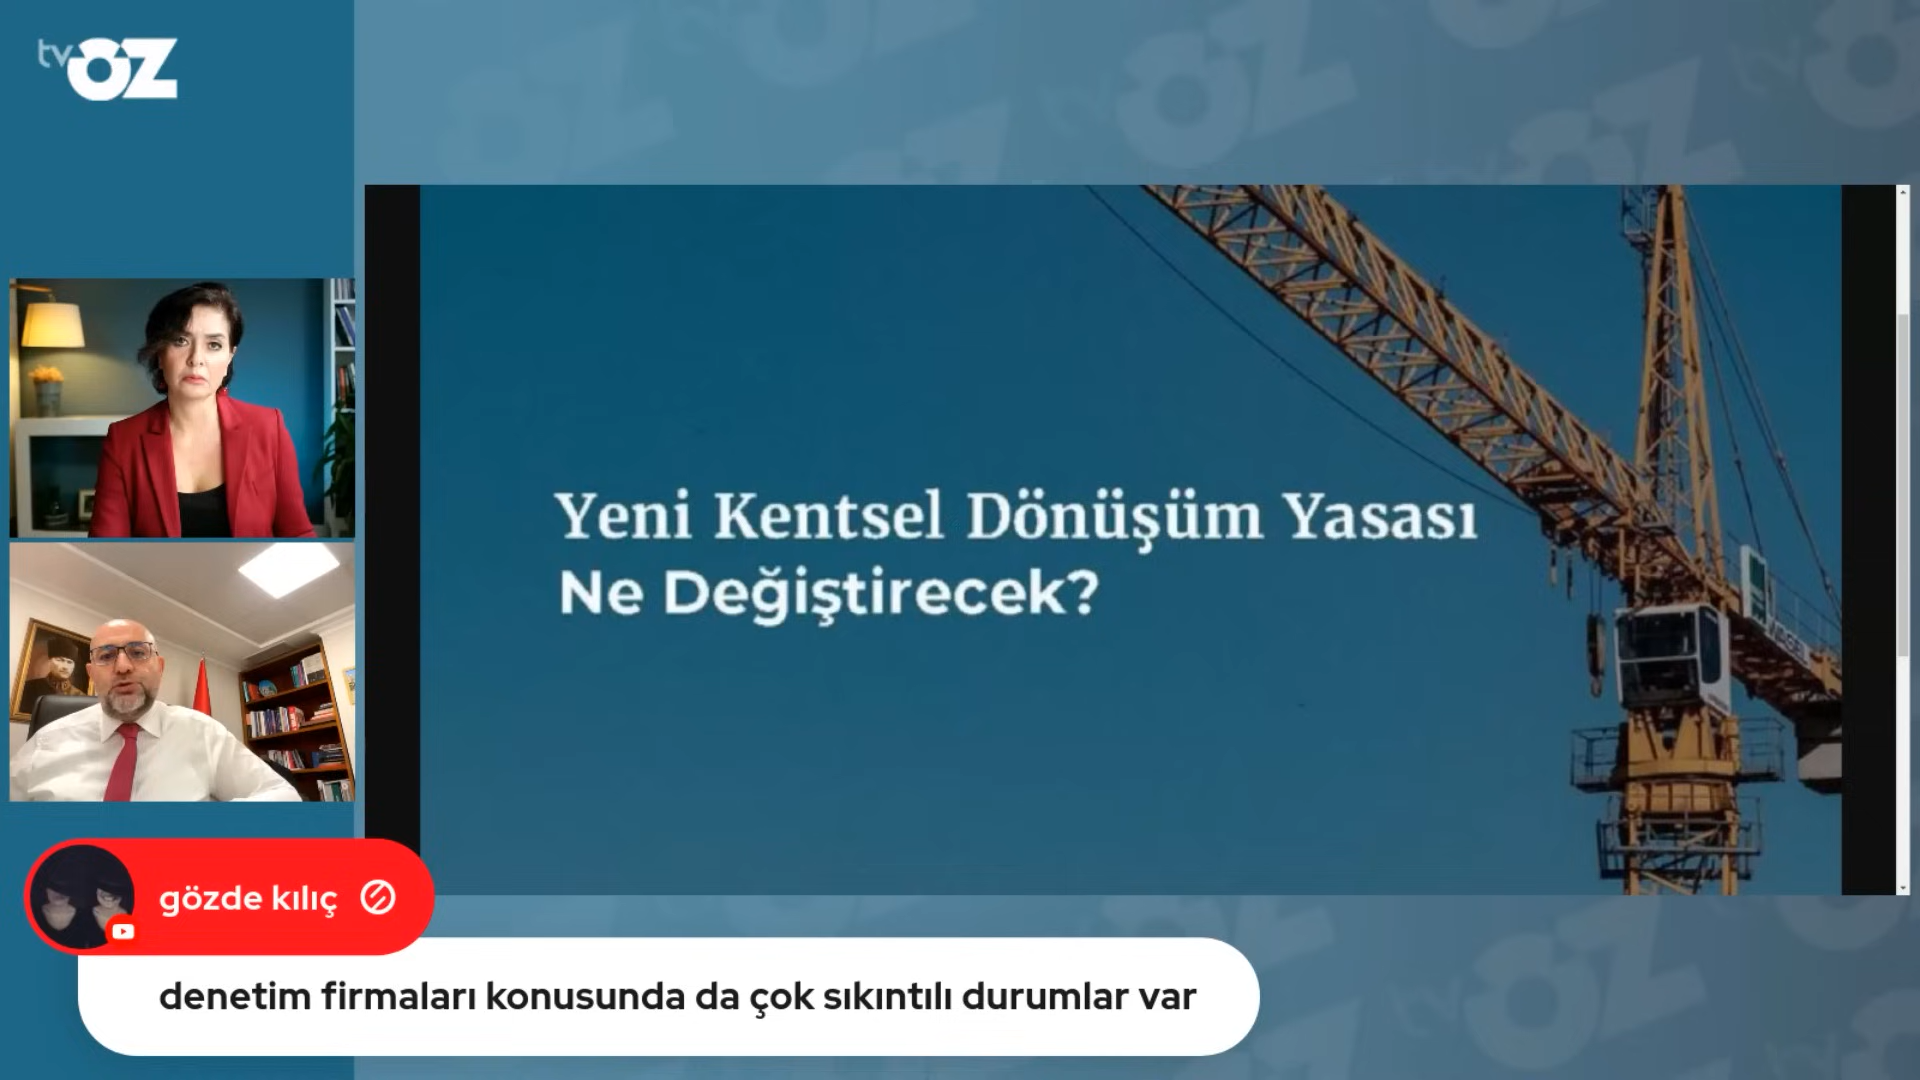 tvÖZ
Yeni Kentsel Dönüşüm Yasası
Ne Değiştirecek?
gözde kılıç
denetim firmaları konusunda da çok sıkıntılı durumlar var